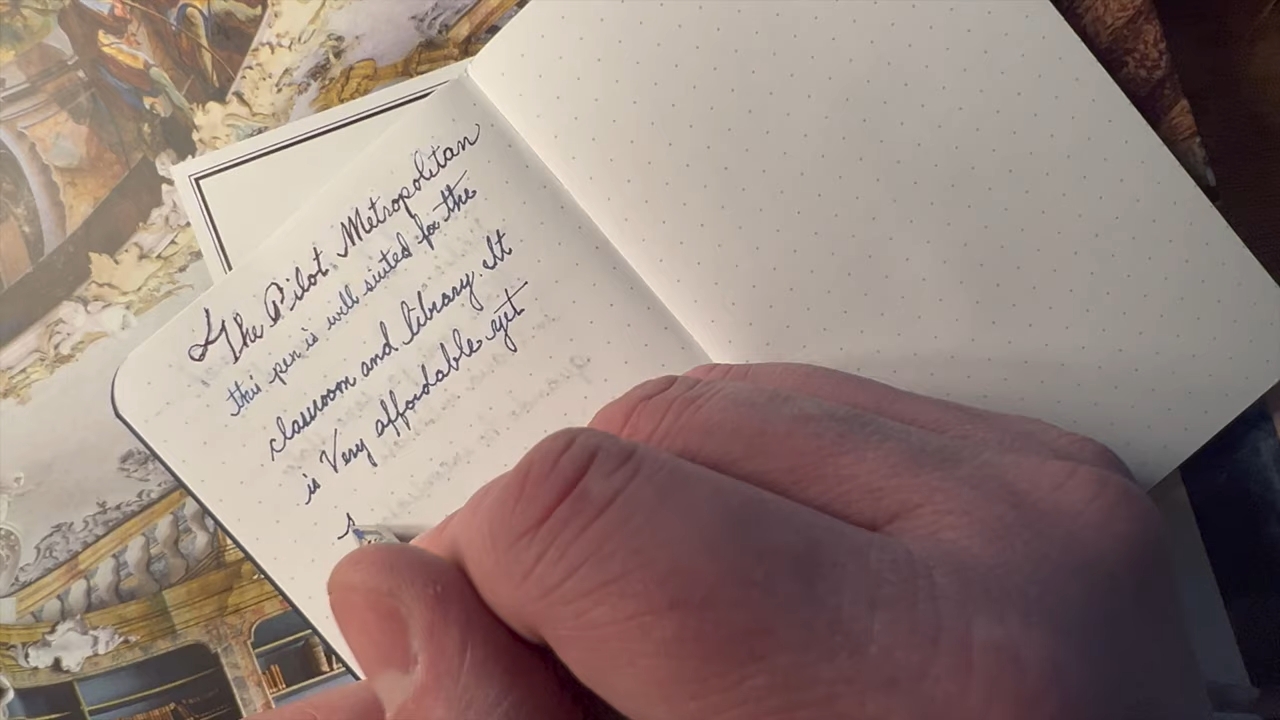 The Pilot Metropolitan
this pen is well suited for the
classroom and library It
is Very affordable yet
s